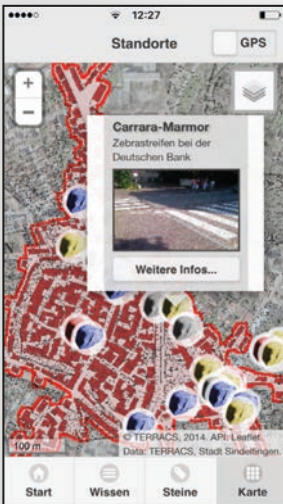 12:27
Standorte
GPS
+
−
Carrara-Marmor
Zebrastreifen bei der
Deutschen Bank
Weitere Infos...
100 m
© TERRACS, 2014. API: Leaflet.
Data: TERRACS, Stadt Sindelfingen.
Start Wissen Steine Karte